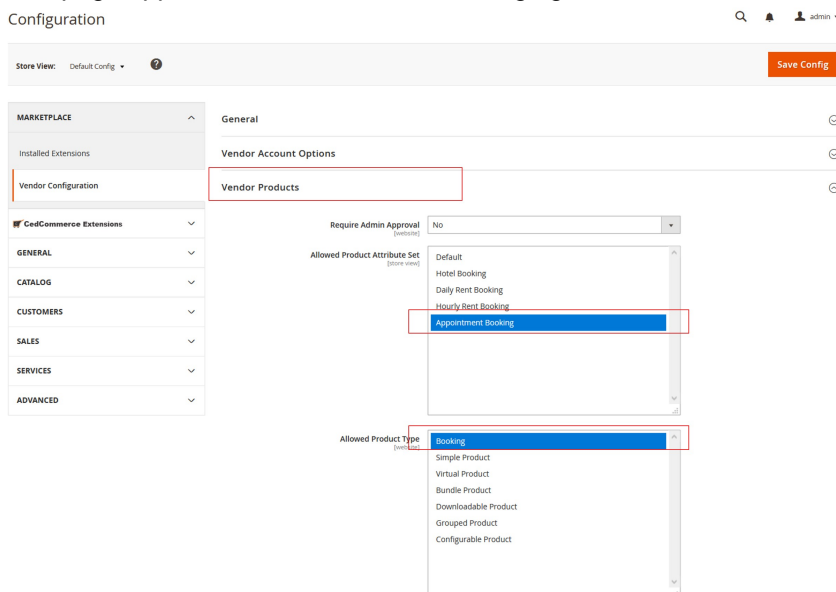 Configuration
admin
Store View: Default Config
?
Save Config
MARKETPLACE
Installed Extensions
Vendor Configuration
CedCommerce Extensions
GENERAL
CATALOG
CUSTOMERS
SALES
SERVICES
ADVANCED
General
Vendor Account Options
Vendor Products
Require Admin Approval
[website]
No
Allowed Product Attribute Set
[store view]
Default
Hotel Booking
Daily Rent Booking
Hourly Rent Booking
Appointment Booking
Allowed Product Type
[website]
Booking
Simple Product
Virtual Product
Bundle Product
Downloadable Product
Grouped Product
Configurable Product